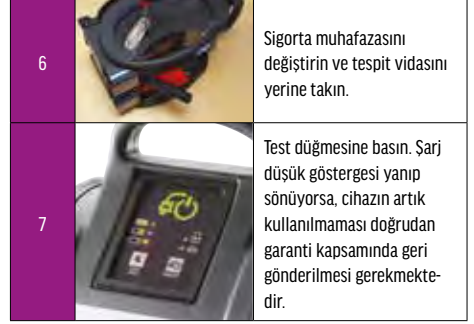 6
Sigorta muhafazasını
değiştirin ve tespit vidasını
yerine takın.
7
Test düğmesine basın. Şarj
düşük göstergesi yanıp
sönüyorsa, cihazın artık
kullanılmaması doğrudan
garanti kapsamında geri
gönderilmesi gerekmekte-
dir.